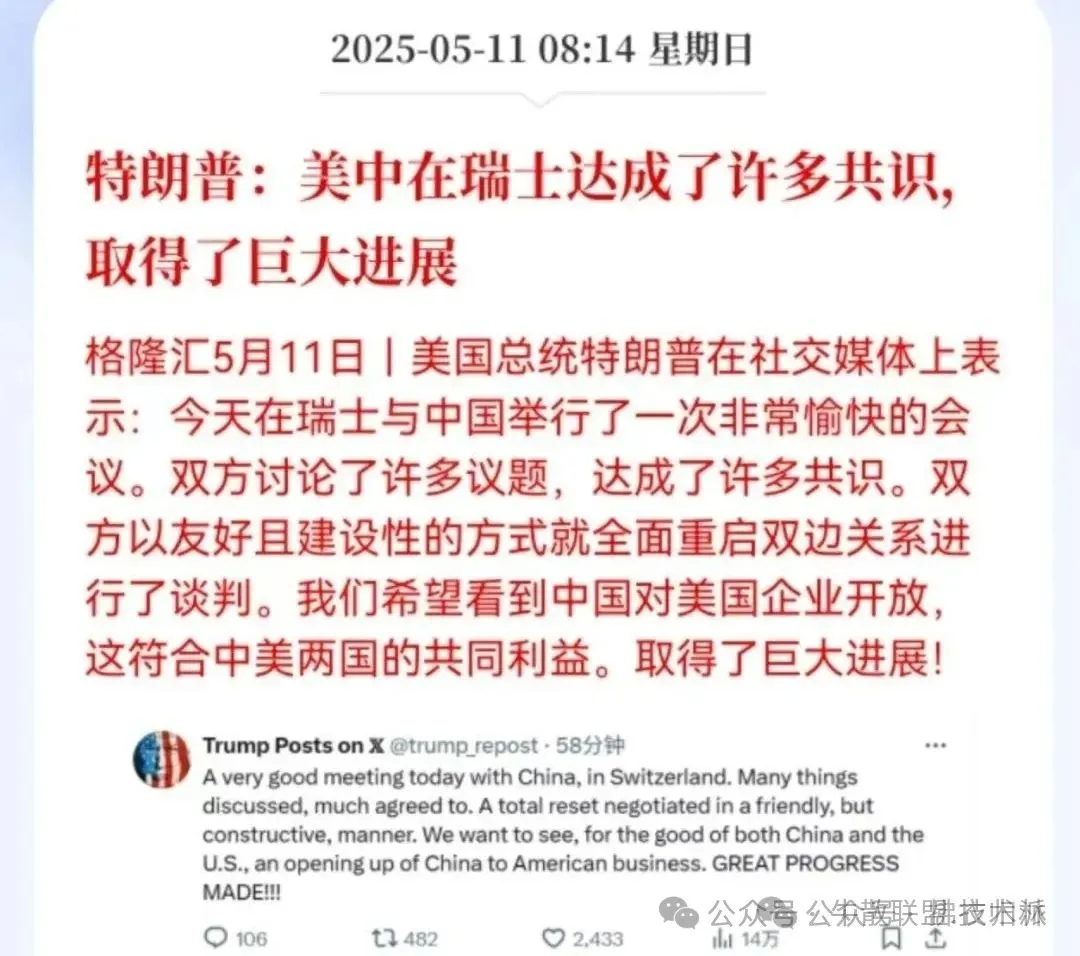 2025-05-11 08:14 星期日
特朗普：美中在瑞士达成了许多共识，
取得了巨大进展
格隆汇5月11日｜美国总统特朗普在社交媒体上表
示：今天在瑞士与中国举行了一次非常愉快的会
议。双方讨论了许多议题，达成了许多共识。双
方以友好且建设性的方式就全面重启双边关系进
行了谈判。我们希望看到中国对美国企业开放，
这符合中美两国的共同利益。取得了巨大进展！
Trump Posts on X @trump_repost · 58分钟
A very good meeting today with China, in Switzerland. Many things
discussed, much agreed to. A total reset negotiated in a friendly, but
constructive, manner. We want to see, for the good of both China and the
U.S., an opening up of China to American business. GREAT PROGRESS
MADE!!!
公众号
106 482 2,433 14万